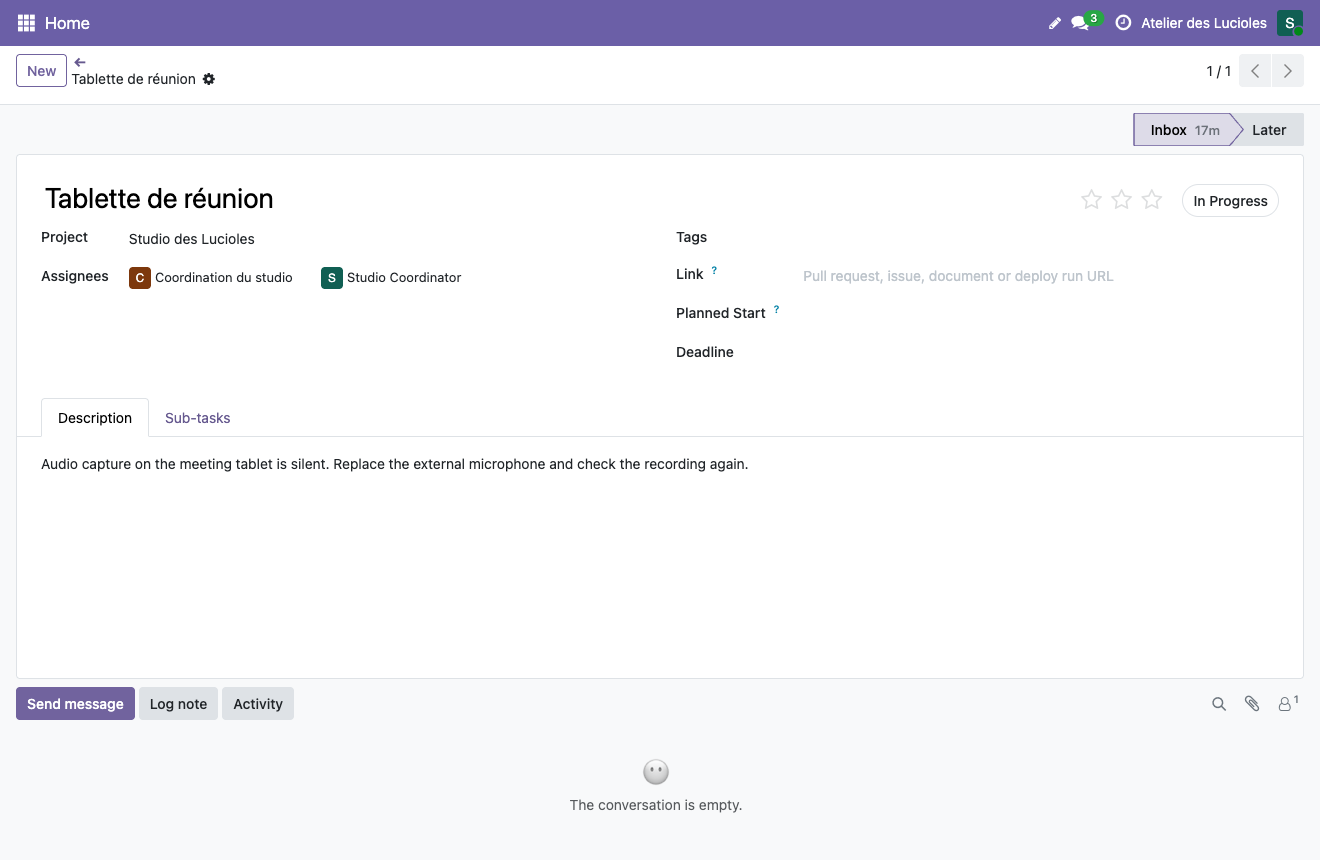 Home
3
Atelier des Lucioles
S
New
Tablette de réunion
1 / 1
Inbox 17m
Later
Tablette de réunion
In Progress
Project
Studio des Lucioles
Assignees
C Coordination du studio
S Studio Coordinator
Tags
Link ?
Pull request, issue, document or deploy run URL
Planned Start ?
Deadline
Description
Sub-tasks
Audio capture on the meeting tablet is silent. Replace the external microphone and check the recording again.
Send message
Log note
Activity
1
The conversation is empty.